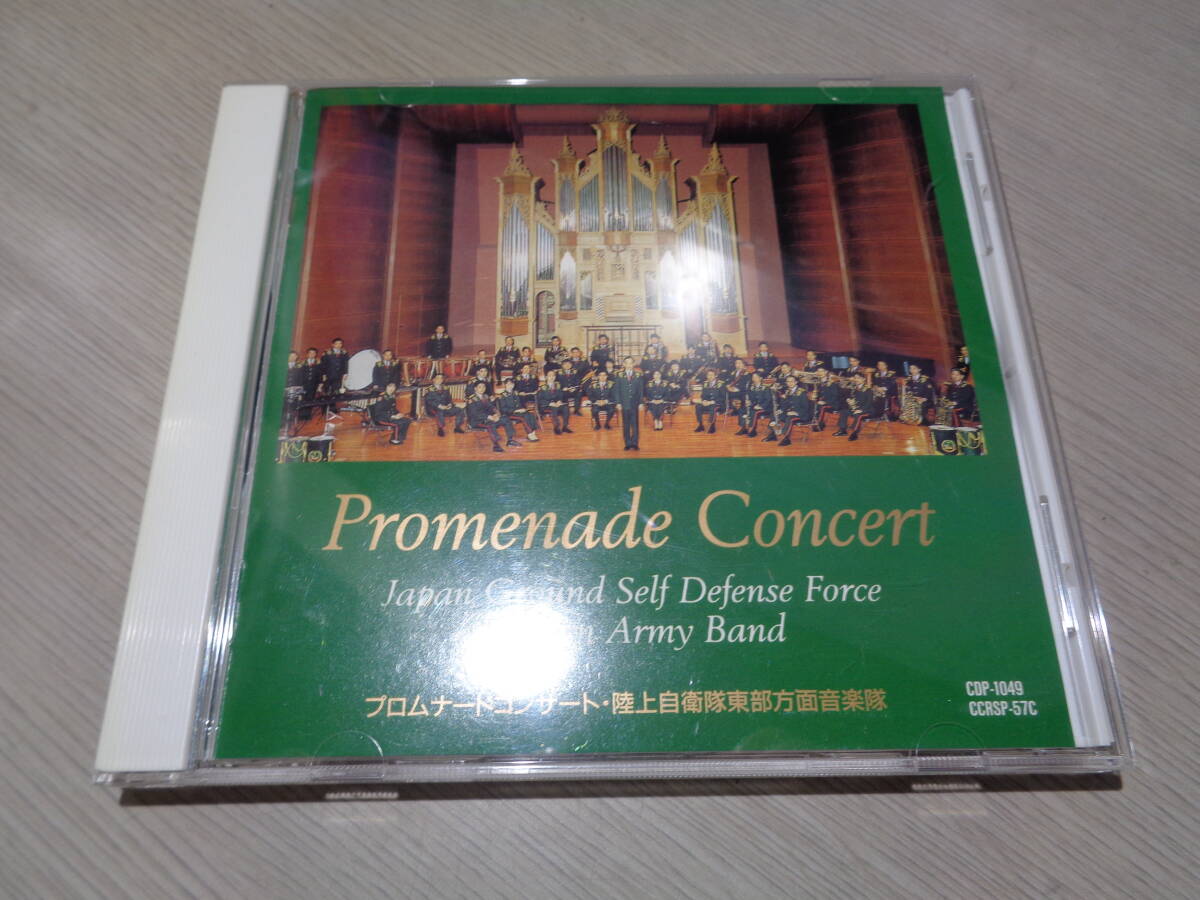 Promenade Concert
Japan Ground Self Defense Force
Army Band
プロムナードコンサート・陸上自衛隊東部方面音楽隊
CDP-1049
CCRSP-57C